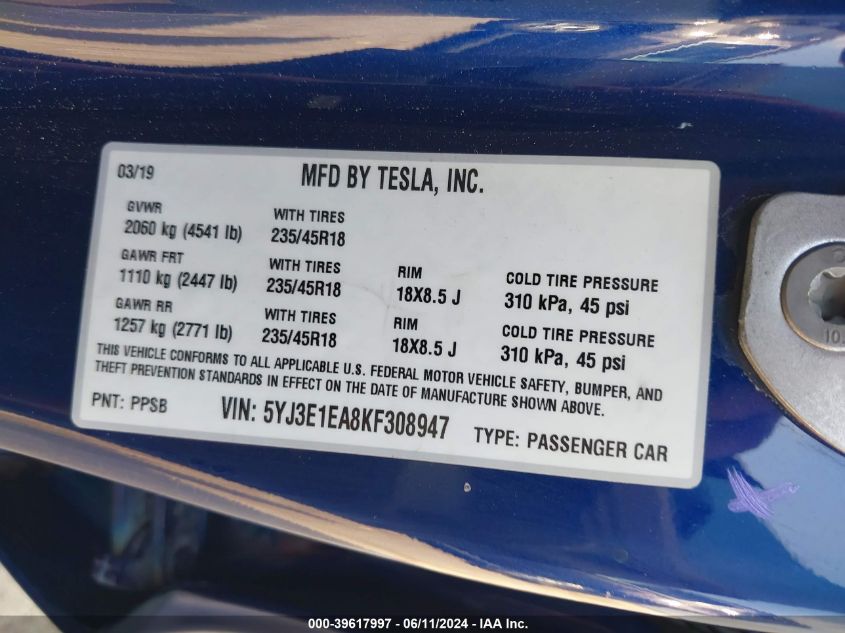 03/19 MFD BY TESLA, INC.
GVWR WITH TIRES
2060 kg (4541 lb) 235/45R18
GAWR FRT WITH TIRES RIM COLD TIRE PRESSURE
1110 kg (2447 lb) 235/45R18 18X8.5 J 310 kPa, 45 psi
GAWR RR WITH TIRES RIM COLD TIRE PRESSURE
1257 kg (2771 lb) 235/45R18 18X8.5 J 310 kPa, 45 psi
THIS VEHICLE CONFORMS TO ALL APPLICABLE U.S. FEDERAL MOTOR VEHICLE SAFETY, BUMPER, AND
THEFT PREVENTION STANDARDS IN EFFECT ON THE DATE OF MANUFACTURE SHOWN ABOVE.
PNT: PPSB VIN: 5YJ3E1EA8KF308947 TYPE: PASSENGER CAR
000-39617997 - 06/11/2024 - IAA Inc.